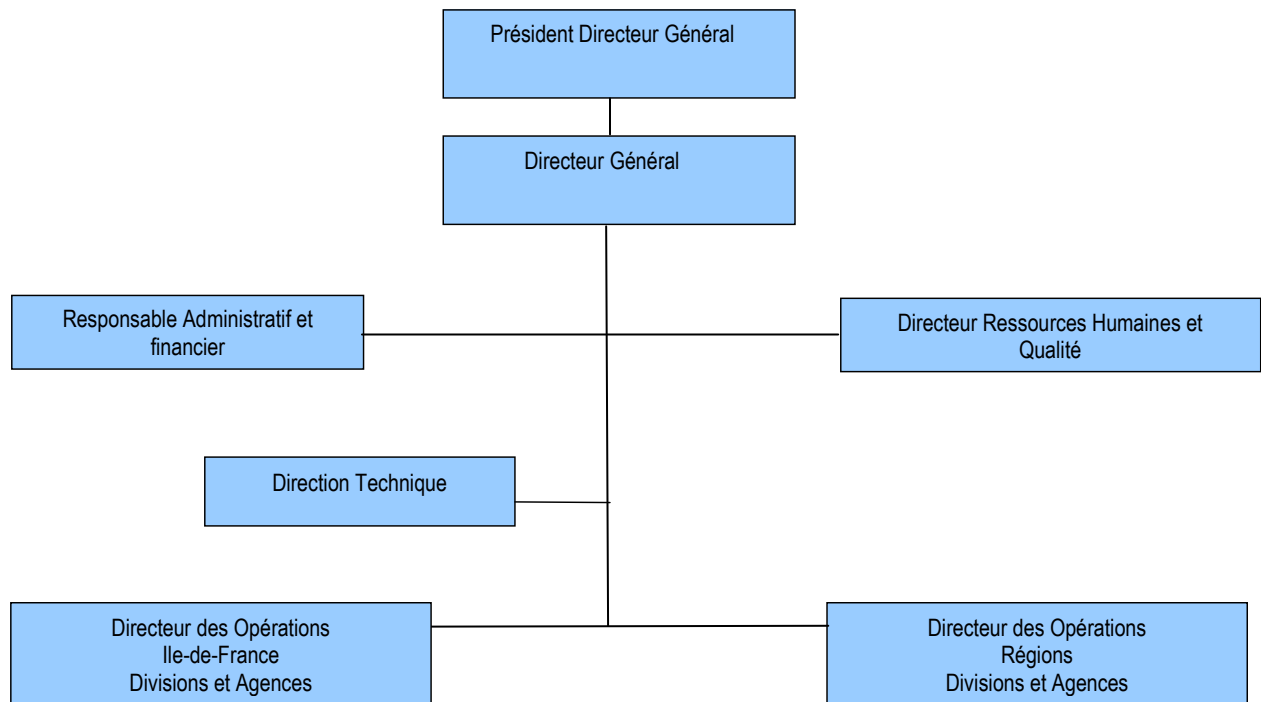 Président Directeur Général
Directeur Général
Responsable Administratif et
financier
Directeur Ressources Humaines et
Qualité
Direction Technique
Directeur des Opérations
Ile-de-France
Divisions et Agences
Directeur des Opérations
Régions
Divisions et Agences